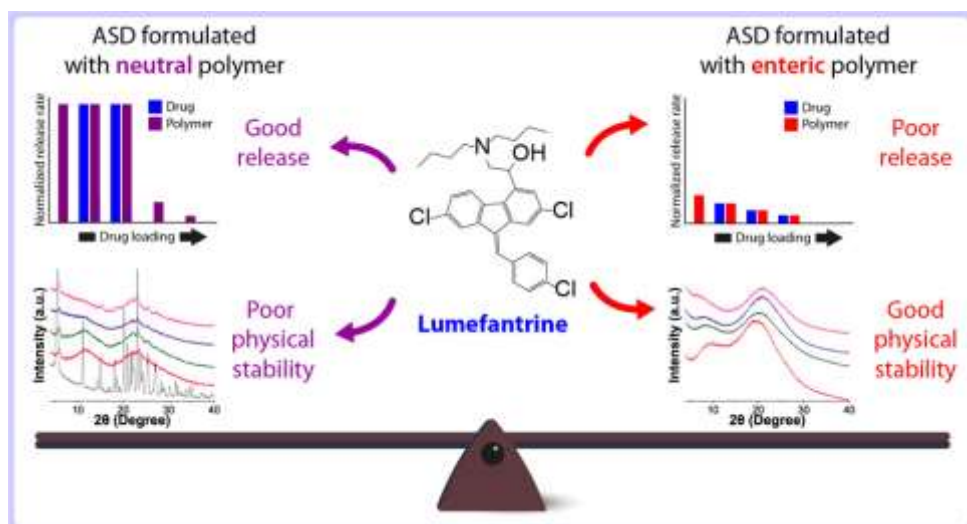 ASD formulated
with neutral polymer
Normalized release rate
Drug
Polymer
Drug loading
Good
release
Intensity (a.u.)
10 20 30 40
2θ (Degree)
Poor
physical
stability
N
OH
Cl
Cl
Cl
Lumefantrine
ASD formulated
with enteric polymer
Normalized release rate
Drug
Polymer
Drug loading
Poor
release
Intensity (a.u.)
10 20 30 40
2θ (Degree)
Good
physical
stability